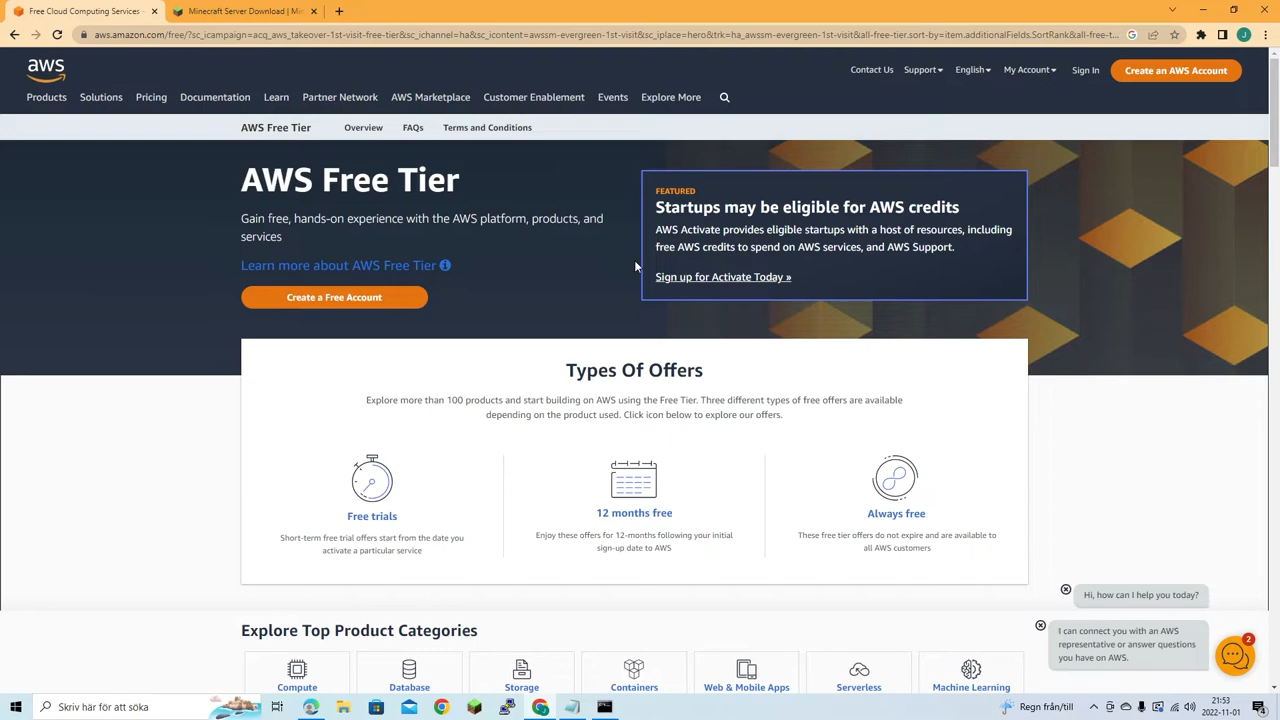 Free Cloud Computing Services -
Minecraft Server Download | Min
aws.amazon.com/free/?sc_campaign=acq_aws_takeover-1st-visit-free-tier&sc_channel=ha&sc_icontent=awssm-evergreen-1st-visit&sc_iplace=hero&trk=ha_awssm-evergreen-1st-visit&all-free-tier.sort-by=item.additionalFields.SortRank&all-free-t...
J
aws
Contact Us
Support
English
My Account
Sign In
Create an AWS Account
Products
Solutions
Pricing
Documentation
Learn
Partner Network
AWS Marketplace
Customer Enablement
Events
Explore More
AWS Free Tier
Overview
FAQs
Terms and Conditions
AWS Free Tier
Gain free, hands-on experience with the AWS platform, products, and
services
Learn more about AWS Free Tier
Create a Free Account
FEATURED
Startups may be eligible for AWS credits
AWS Activate provides eligible startups with a host of resources, including
free AWS credits to spend on AWS services, and AWS Support.
Sign up for Activate Today »
Types Of Offers
Explore more than 100 products and start building on AWS using the Free Tier. Three different types of free offers are available
depending on the product used. Click icon below to explore our offers.
Free trials
Short-term free trial offers start from the date you
activate a particular service
12 months free
Enjoy these offers for 12-months following your initial
sign-up date to AWS
Always free
These free tier offers do not expire and are available to
all AWS customers
Hi, how can I help you today?
I can connect you with an AWS
representative or answer questions
you have on AWS.
2
Explore Top Product Categories
Compute
Database
Storage
Containers
Web & Mobile Apps
Serverless
Machine Learning
Skriv här för att söka
Regn från/till
21:53
2022-11-01
4